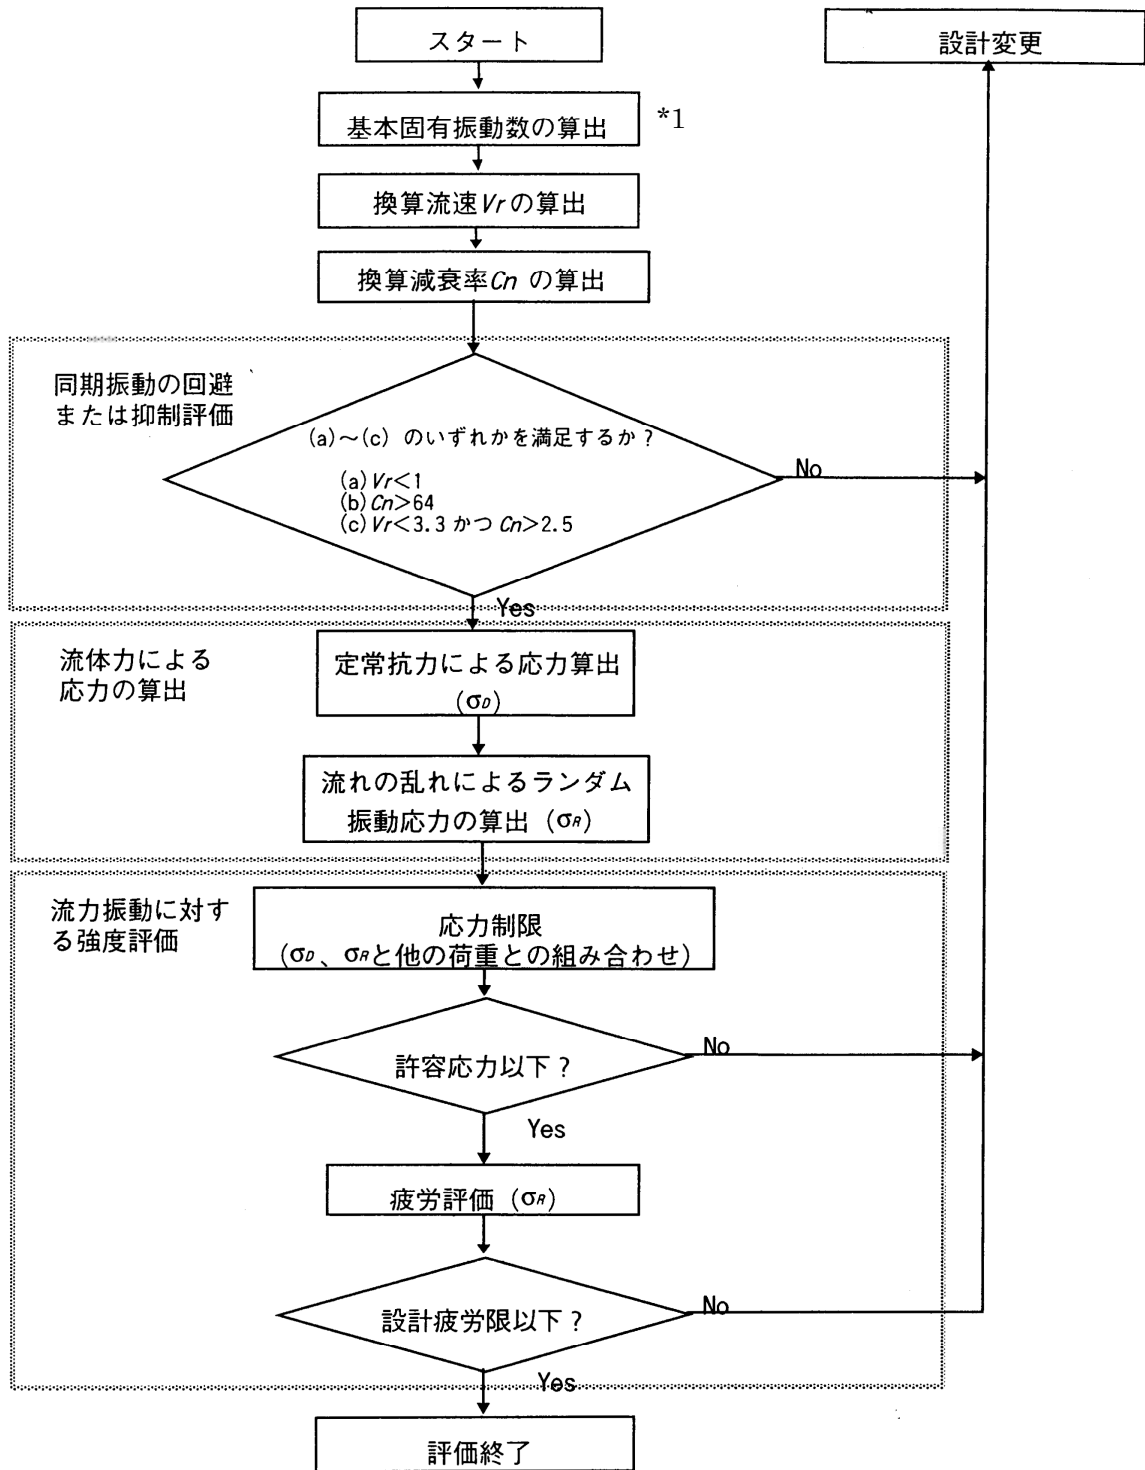 スタート
設計変更
基本固有振動数の算出
*1
換算流速Vrの算出
換算減衰率Cn の算出
同期振動の回避
または抑制評価
(a)～(c) のいずれかを満足するか？
(a) Vr＜1
(b) Cn＞64
(c) Vr＜3.3 かつ Cn＞2.5
No
Yes
流体力による
応力の算出
定常抗力による応力算出
(σD)
流れの乱れによるランダム
振動応力の算出 (σR)
流力振動に対す
る強度評価
応力制限
(σD、σRと他の荷重との組み合わせ)
許容応力以下？
No
Yes
疲労評価 (σR)
設計疲労限以下？
No
Yes
評価終了